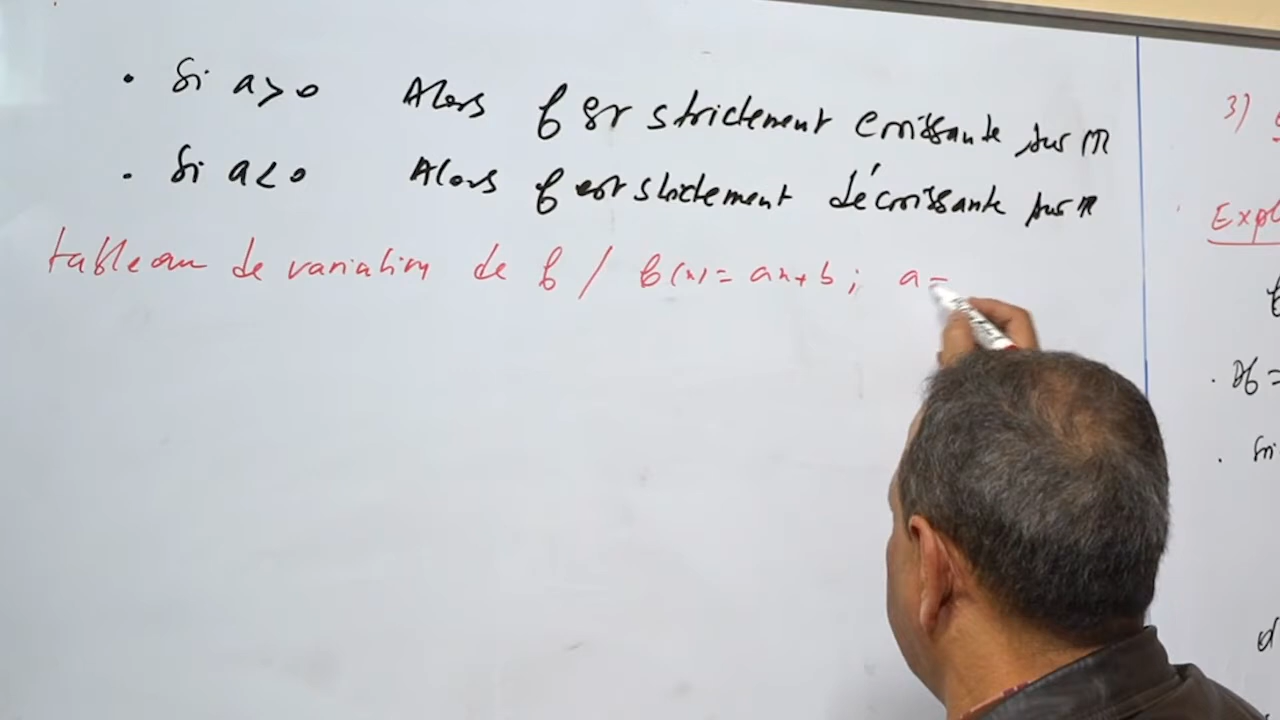 • Si a > 0 Alors f est strictement croissante sur ℝ
• Si a < 0 Alors f est strictement décroissante sur ℝ
tableau de variation de f / f(x) = ax + b ; a =
3)
Expl
Df =